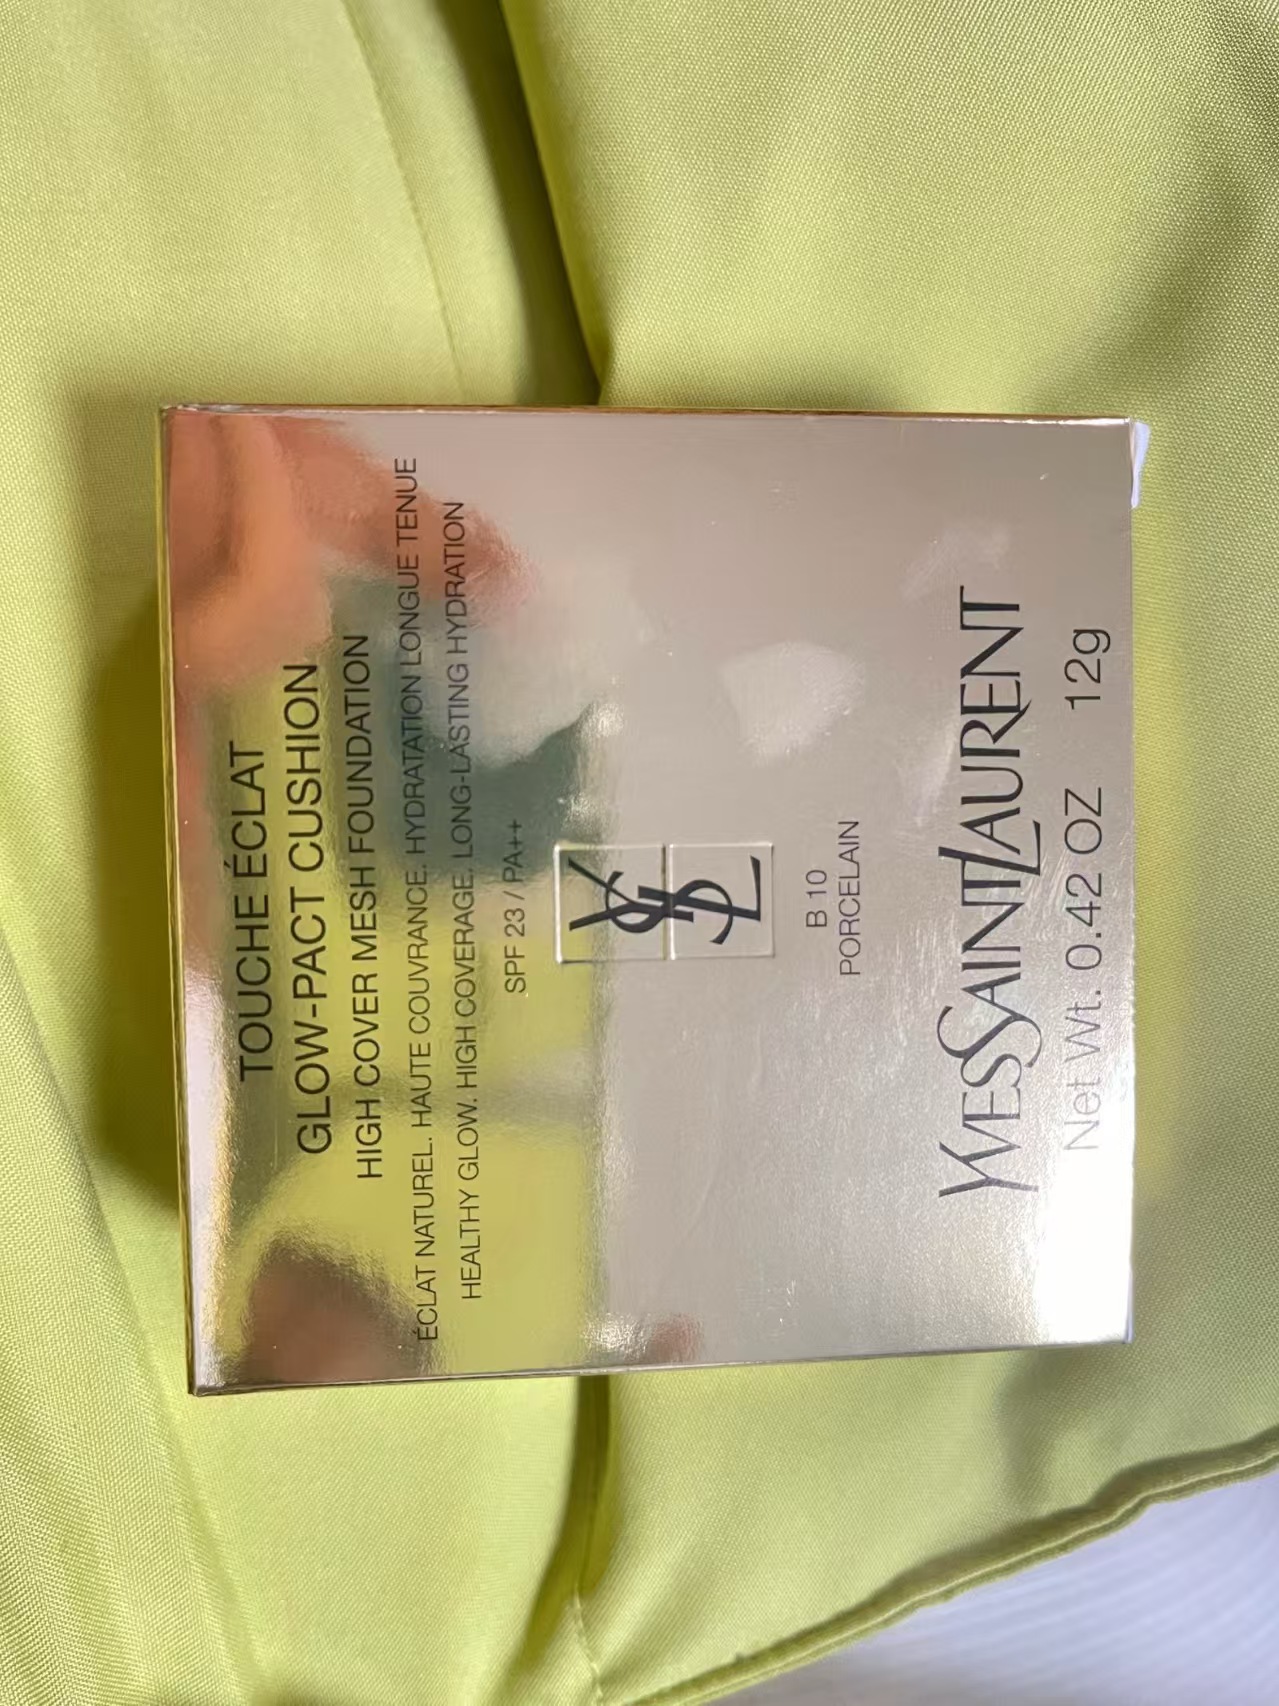 TOUCHE ÉCLAT
GLOW-PACT CUSHION
HIGH COVER MESH FOUNDATION
ÉCLAT NATUREL. HAUTE COUVRANCE. HYDRATATION LONGUE TENUE
HEALTHY GLOW. HIGH COVERAGE. LONG-LASTING HYDRATION
SPF 23 / PA++
YSL
B 10
PORCELAIN
YVESSAINTLAURENT
Net Wt. 0.42 OZ 12g